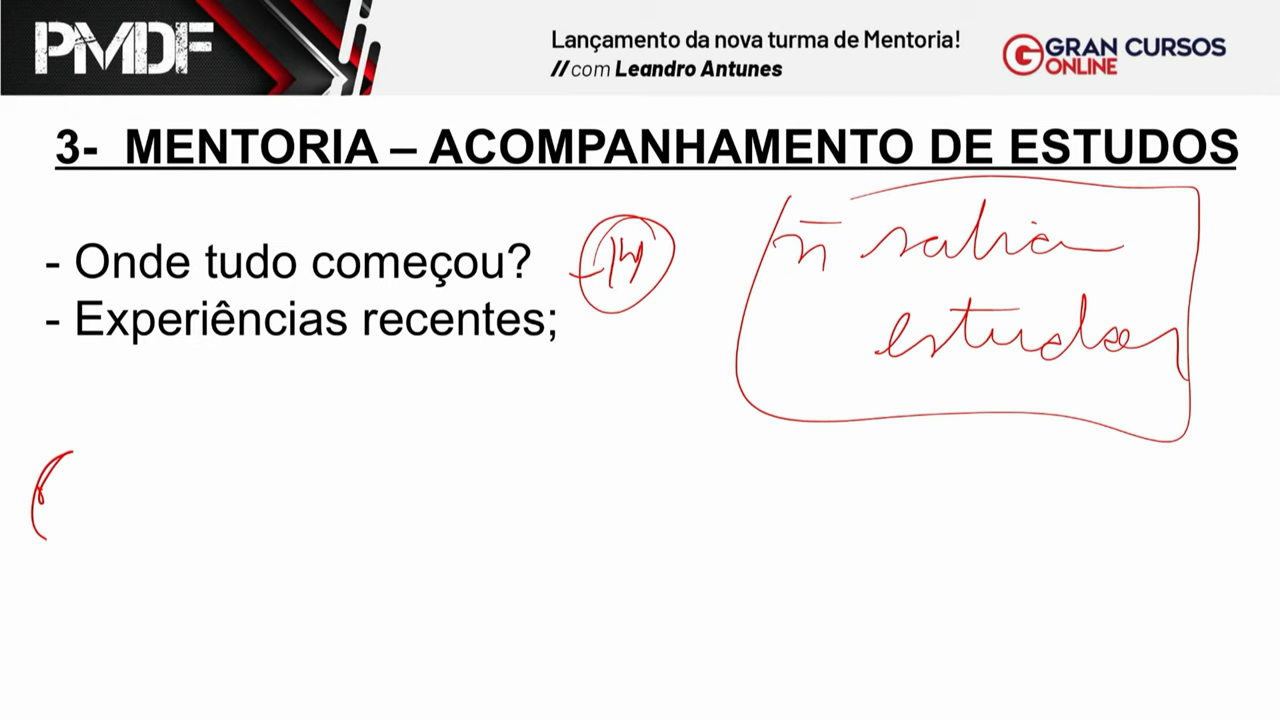 PMDF
Lançamento da nova turma de Mentoria!
// com Leandro Antunes
GRAN CURSOS
ONLINE
3- MENTORIA – ACOMPANHAMENTO DE ESTUDOS
- Onde tudo começou?
- Experiências recentes;
ñ sabia
estudar